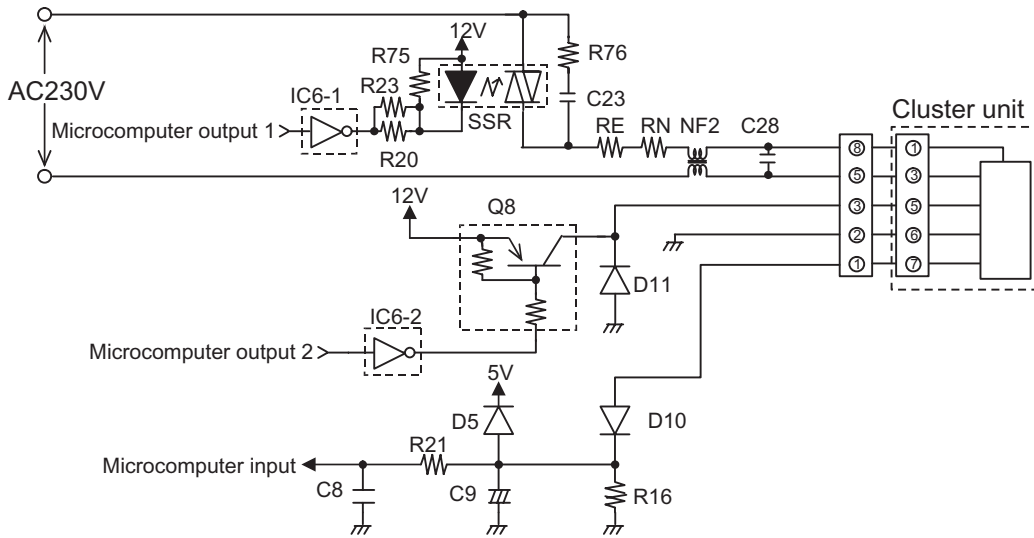 12V
R75
R76
AC230V
R23
IC6-1
SSR
C23
Cluster unit
Microcomputer output 1
R20
RE RN NF2 C28
8 1
5 3
3 5
2 6
1 7
12V
Q8
D11
IC6-2
Microcomputer output 2
5V
D5
D10
R21
Microcomputer input
C8
C9
R16